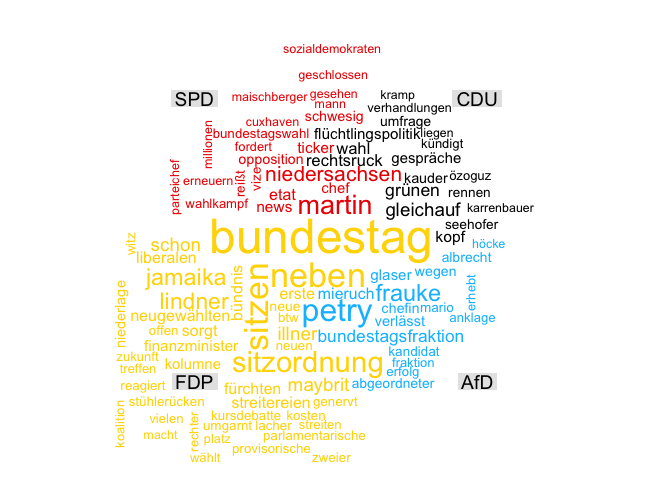 sozialdemokraten
geschlossen
SPD
maischberger
gesehen
kramp
CDU
mann
verhandlungen
cuxhaven
schwesig
umfrage
millionen
bundestagswahl
flüchtlingspolitik
liegen
fordert
ticker
wahl
kündigt
opposition
rechtsruck
gespräche
parteichef
erneuern
reißt
vize
niedersachsen
kauder
özoguz
chef
grünen
rennen
wahlkampf
etat
news
martin
gleichauf
karrenbauer
seehofer
witz
schon
bundestag
kopf
höcke
liberalen
albrecht
jamaika
bündnis
sitzen
neben
glaser
wegen
erhebt
niederlage
lindner
erste
mieruch
frauke
neue
petry
chefin
mario
neugewählten
btw
verlässt
anklage
offen
sorgt
illner
bundestagsfraktion
finanzminister
neuen
kandidat
zukunft
treffen
kolumne
sitzordnung
fraktion
erfolg
reagiert
FDP
fürchten
maybrit
abgeordneter
AfD
koalition
stühlerücken
streitereien
genervt
vielen
rechter
kursdebatte
kosten
umgarnt
lacher
streiten
macht
platz
parlamentarische
provisorische
wählt
zweier